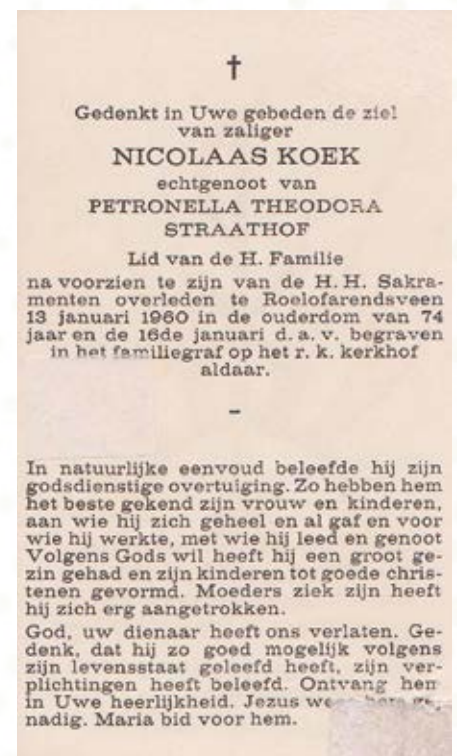 Gedenkt in Uwe gebeden de ziel
van zaliger
NICOLAAS KOEK
echtgenoot van
PETRONELLA THEODORA
STRAATHOF
Lid van de H. Familie
na voorzien te zijn van de H. H. Sakra-
menten overleden te Roelofarendsveen
13 januari 1960 in de ouderdom van 74
jaar en de 16de januari d. a. v. begraven
in het familiegraf op het r. k. kerkhof
aldaar.
–
In natuurlijke eenvoud beleefde hij zijn
godsdienstige overtuiging. Zo hebben hem
het beste gekend zijn vrouw en kinderen,
aan wie hij zich geheel en al gaf en voor
wie hij werkte, met wie hij leed en genoot
Volgens Gods wil heeft hij een groot ge-
zin gehad en zijn kinderen tot goede chris-
tenen gevormd. Moeders ziek zijn heeft
hij zich erg aangetrokken.
God, uw dienaar heeft ons verlaten. Ge-
denk, dat hij zo goed mogelijk volgens
zijn levensstaat geleefd heeft, zijn ver-
plichtingen heeft beleefd. Ontvang hem
in Uwe heerlijkheid. Jezus ge-
nadig. Maria bid voor hem.